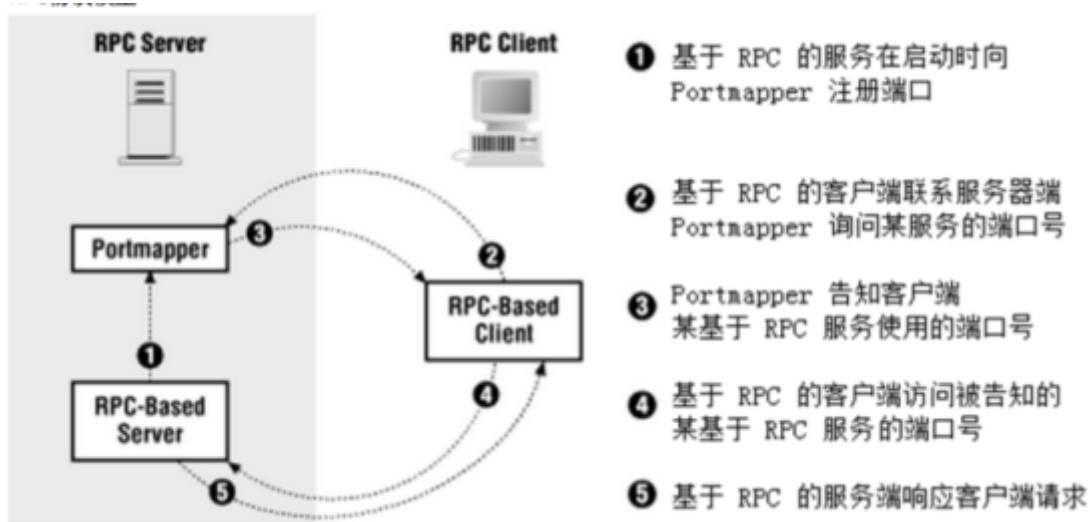 RPC Server
RPC Client
Portmapper
RPC-Based
Client
RPC-Based
Server
❶
❷
❸
❹
❺
❶ 基于 RPC 的服务在启动时向
Portmapper 注册端口
❷ 基于 RPC 的客户端联系服务器端
Portmapper 询问某服务的端口号
❸ Portmapper 告知客户端
某基于 RPC 服务使用的端口号
❹ 基于 RPC 的客户端访问被告知的
某基于 RPC 服务的端口号
❺ 基于 RPC 的服务端响应客户端请求